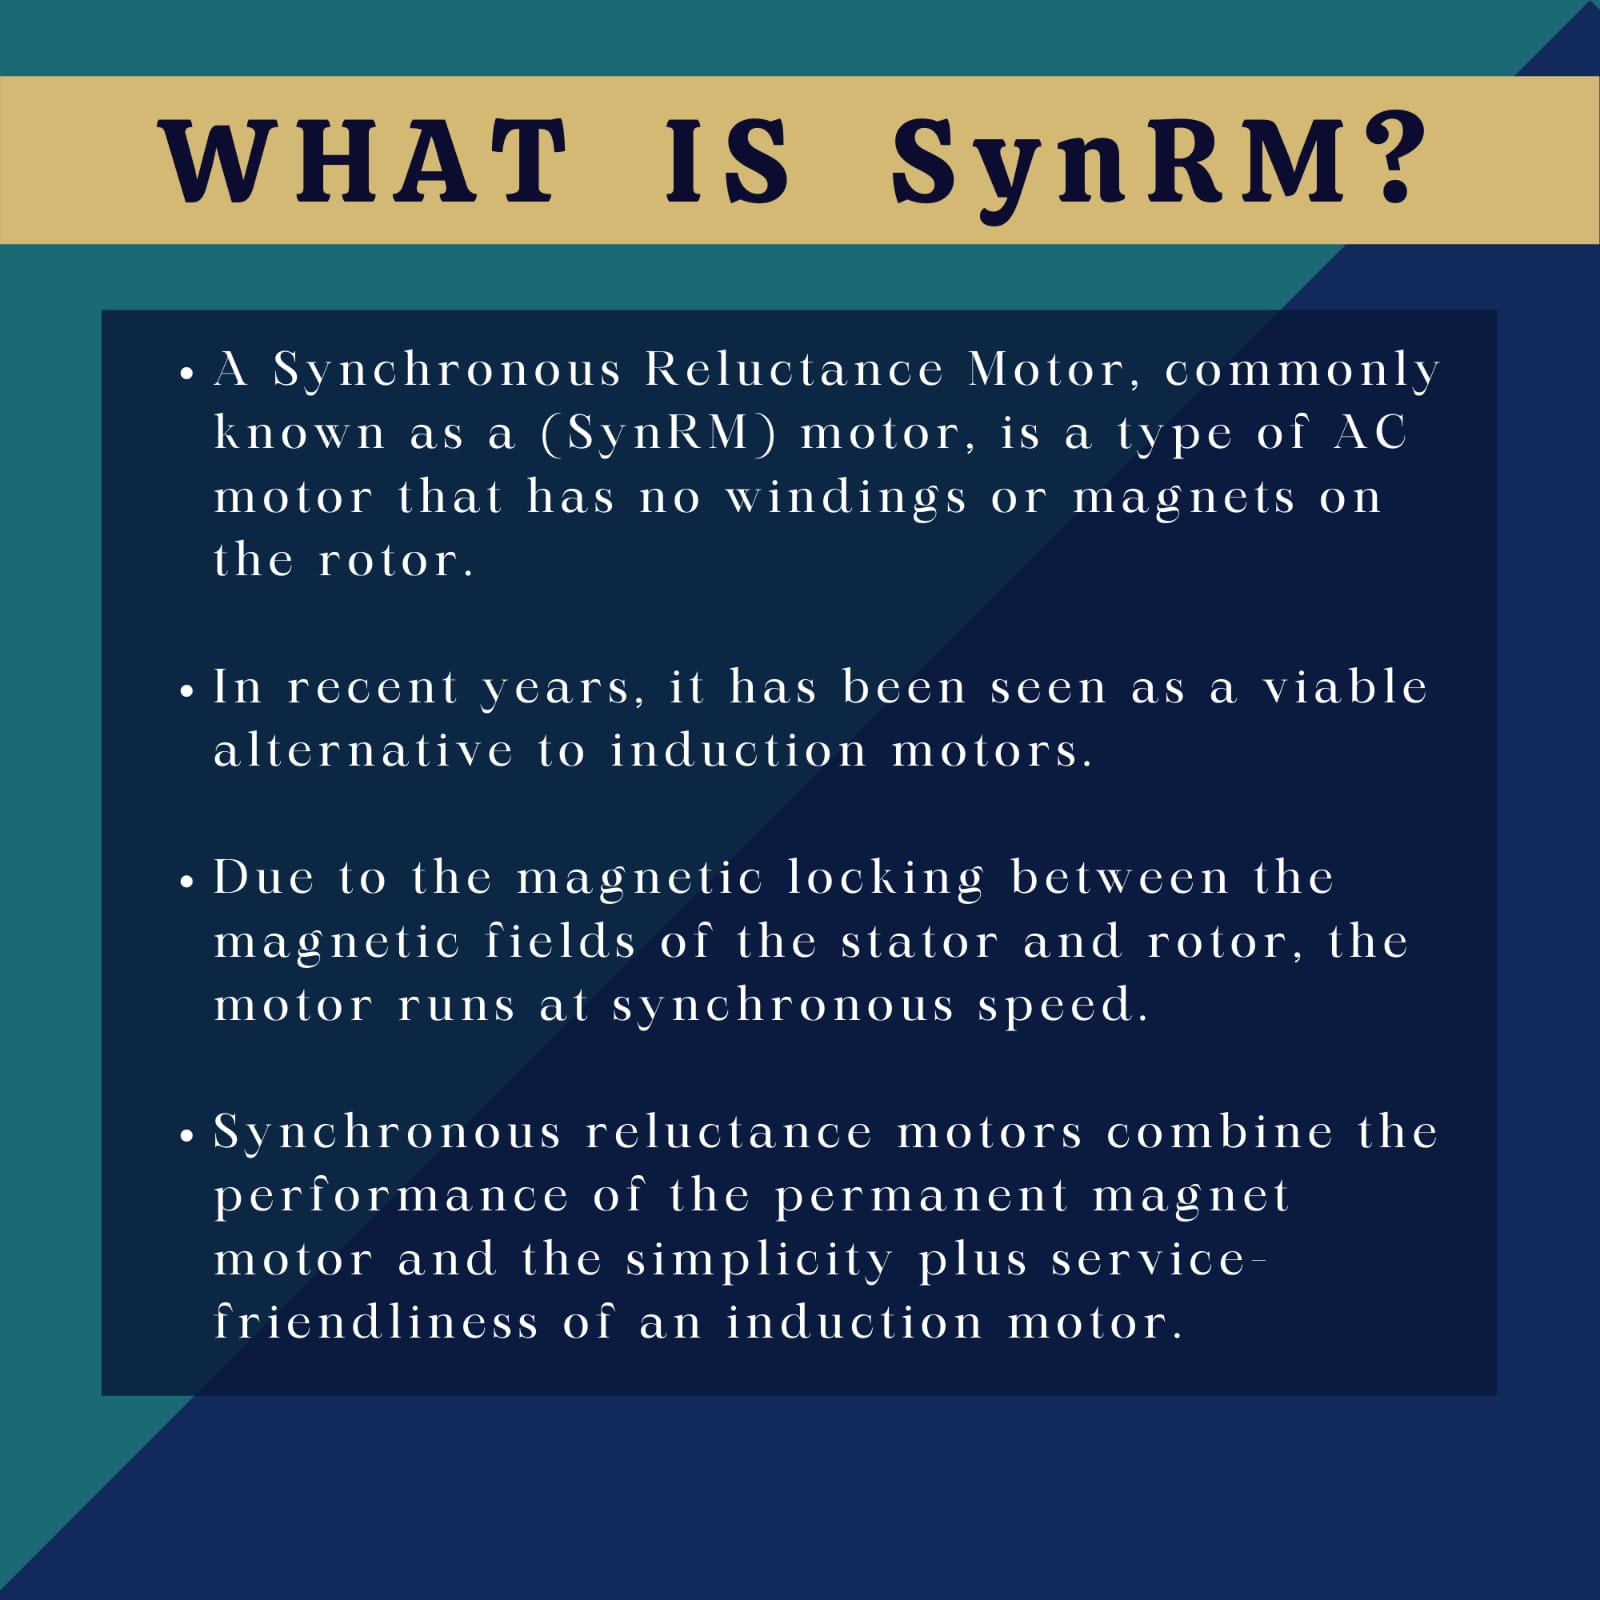 WHAT IS SynRM?
• A Synchronous Reluctance Motor, commonly
known as a (SynRM) motor, is a type of AC
motor that has no windings or magnets on
the rotor.
• In recent years, it has been seen as a viable
alternative to induction motors.
• Due to the magnetic locking between the
magnetic fields of the stator and rotor, the
motor runs at synchronous speed.
• Synchronous reluctance motors combine the
performance of the permanent magnet
motor and the simplicity plus service-
friendliness of an induction motor.